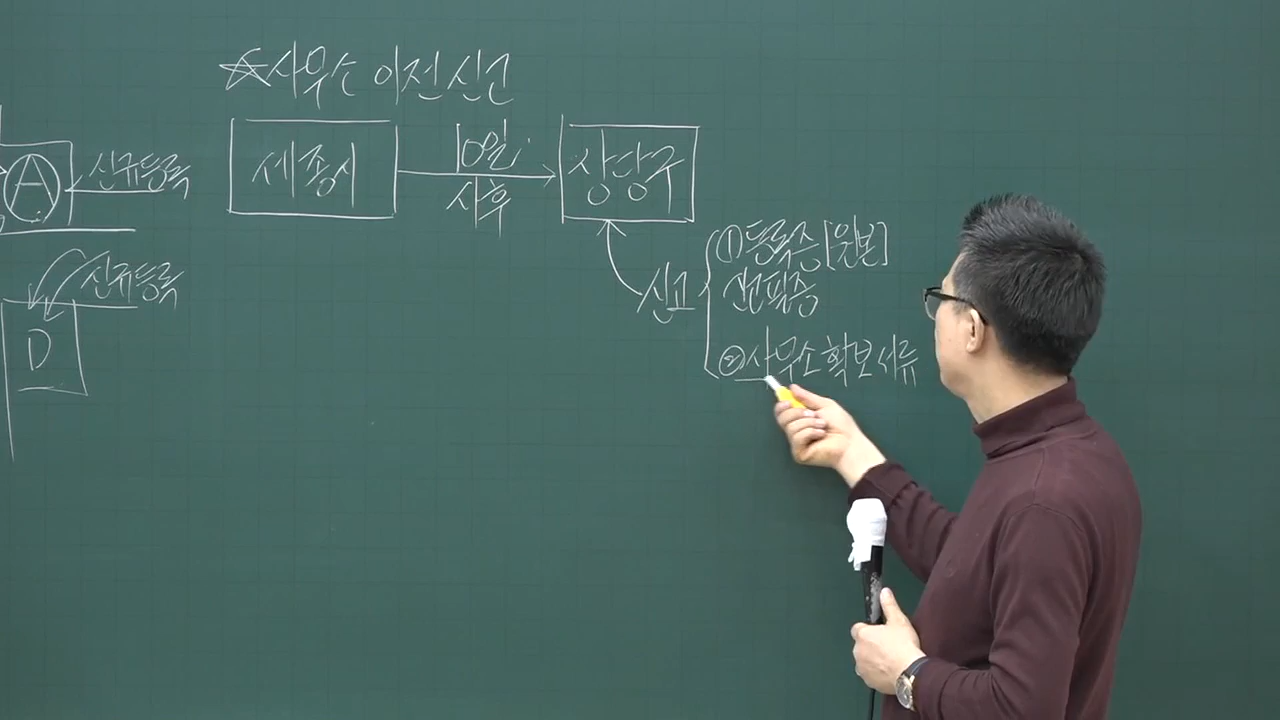 ☆사무소 이전신고
세종시
10일
사후
상당구
A
신규등록
신규등록
D
신고
① 등록증[원본]
신고필증
② 사무소 확보 서류